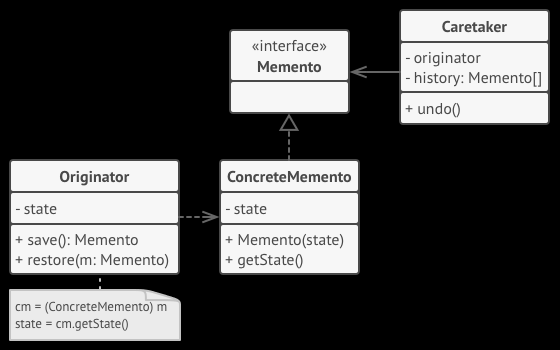 «interface»
Memento
Caretaker
- originator
- history: Memento[]
+ undo()
Originator
- state
+ save(): Memento
+ restore(m: Memento)
ConcreteMemento
- state
+ Memento(state)
+ getState()
cm = (ConcreteMemento) m
state = cm.getState()